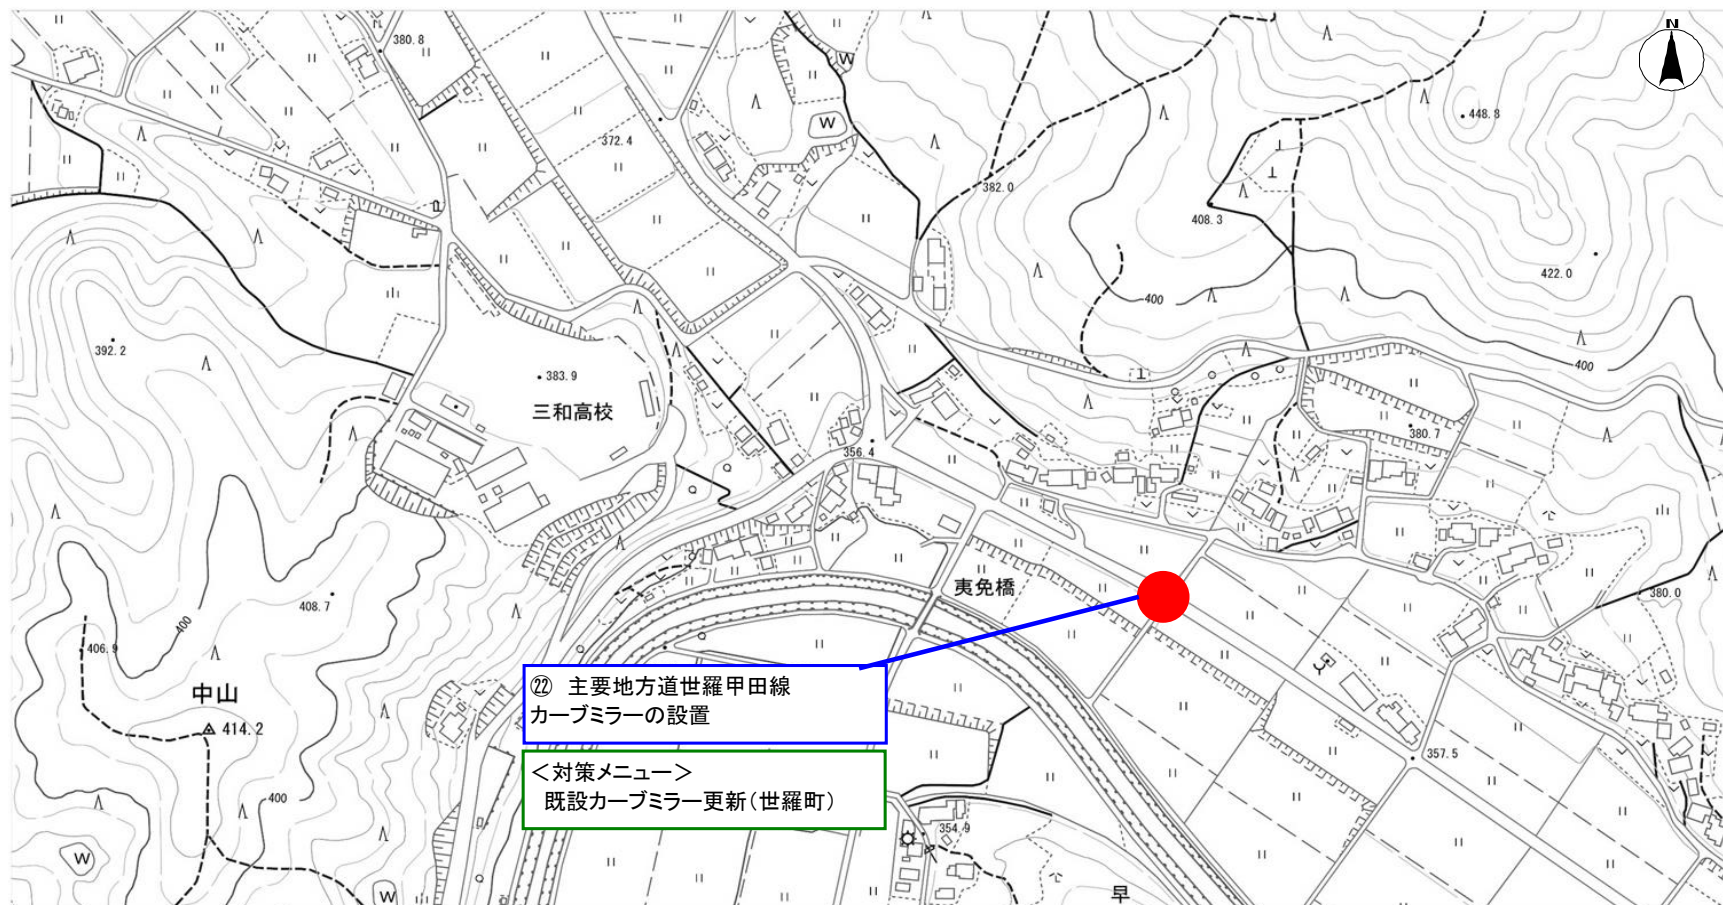 N
380.8
448.8
372.4
382.0
408.3
422.0
400
392.2
400
383.9
三和高校
380.7
356.4
夷免橋
380.0
408.7
400
406.9
中山
414.2
㉒ 主要地方道世羅甲田線
カーブミラーの設置
357.5
＜対策メニュー＞
既設カーブミラー更新（世羅町）
400
354.9
W
W
W
W
早